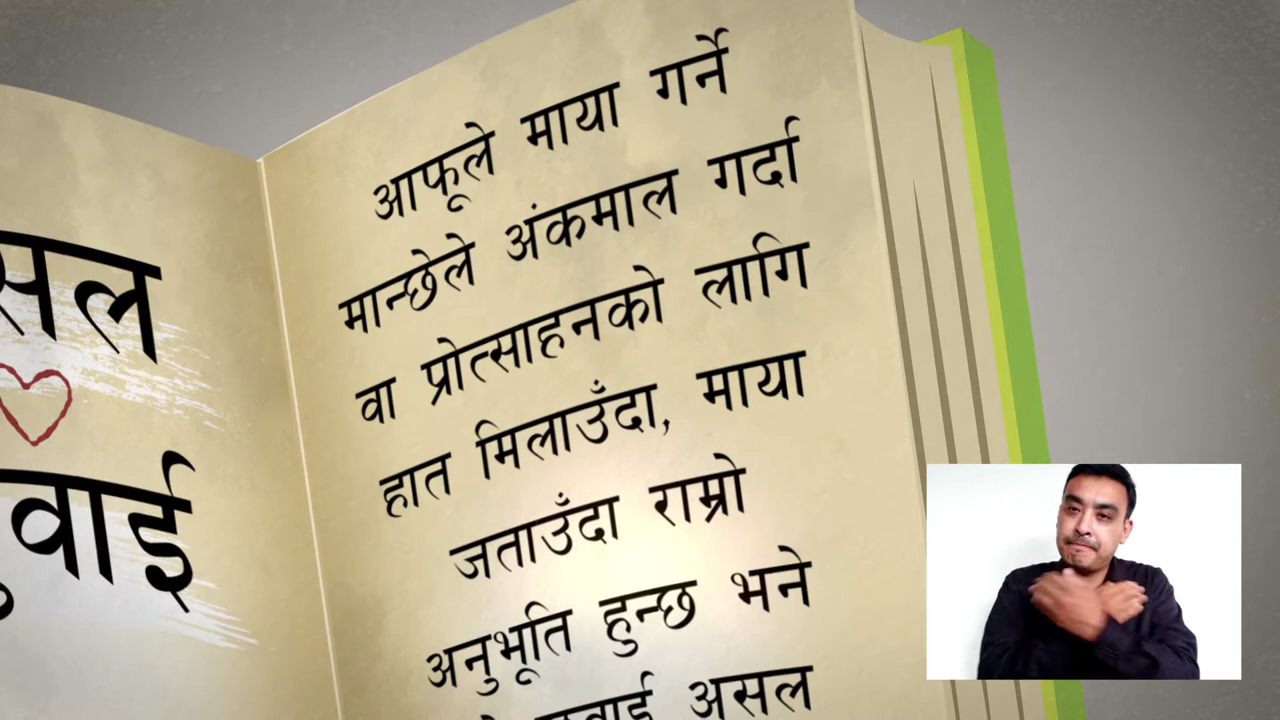 सल
वाई
आफूले माया गर्ने
मान्छेले अंकमाल गर्दा
वा प्रोत्साहनको लागि
हात मिलाउँदा, माया
जताउँदा राम्रो
अनुभूति हुन्छ भने
असल